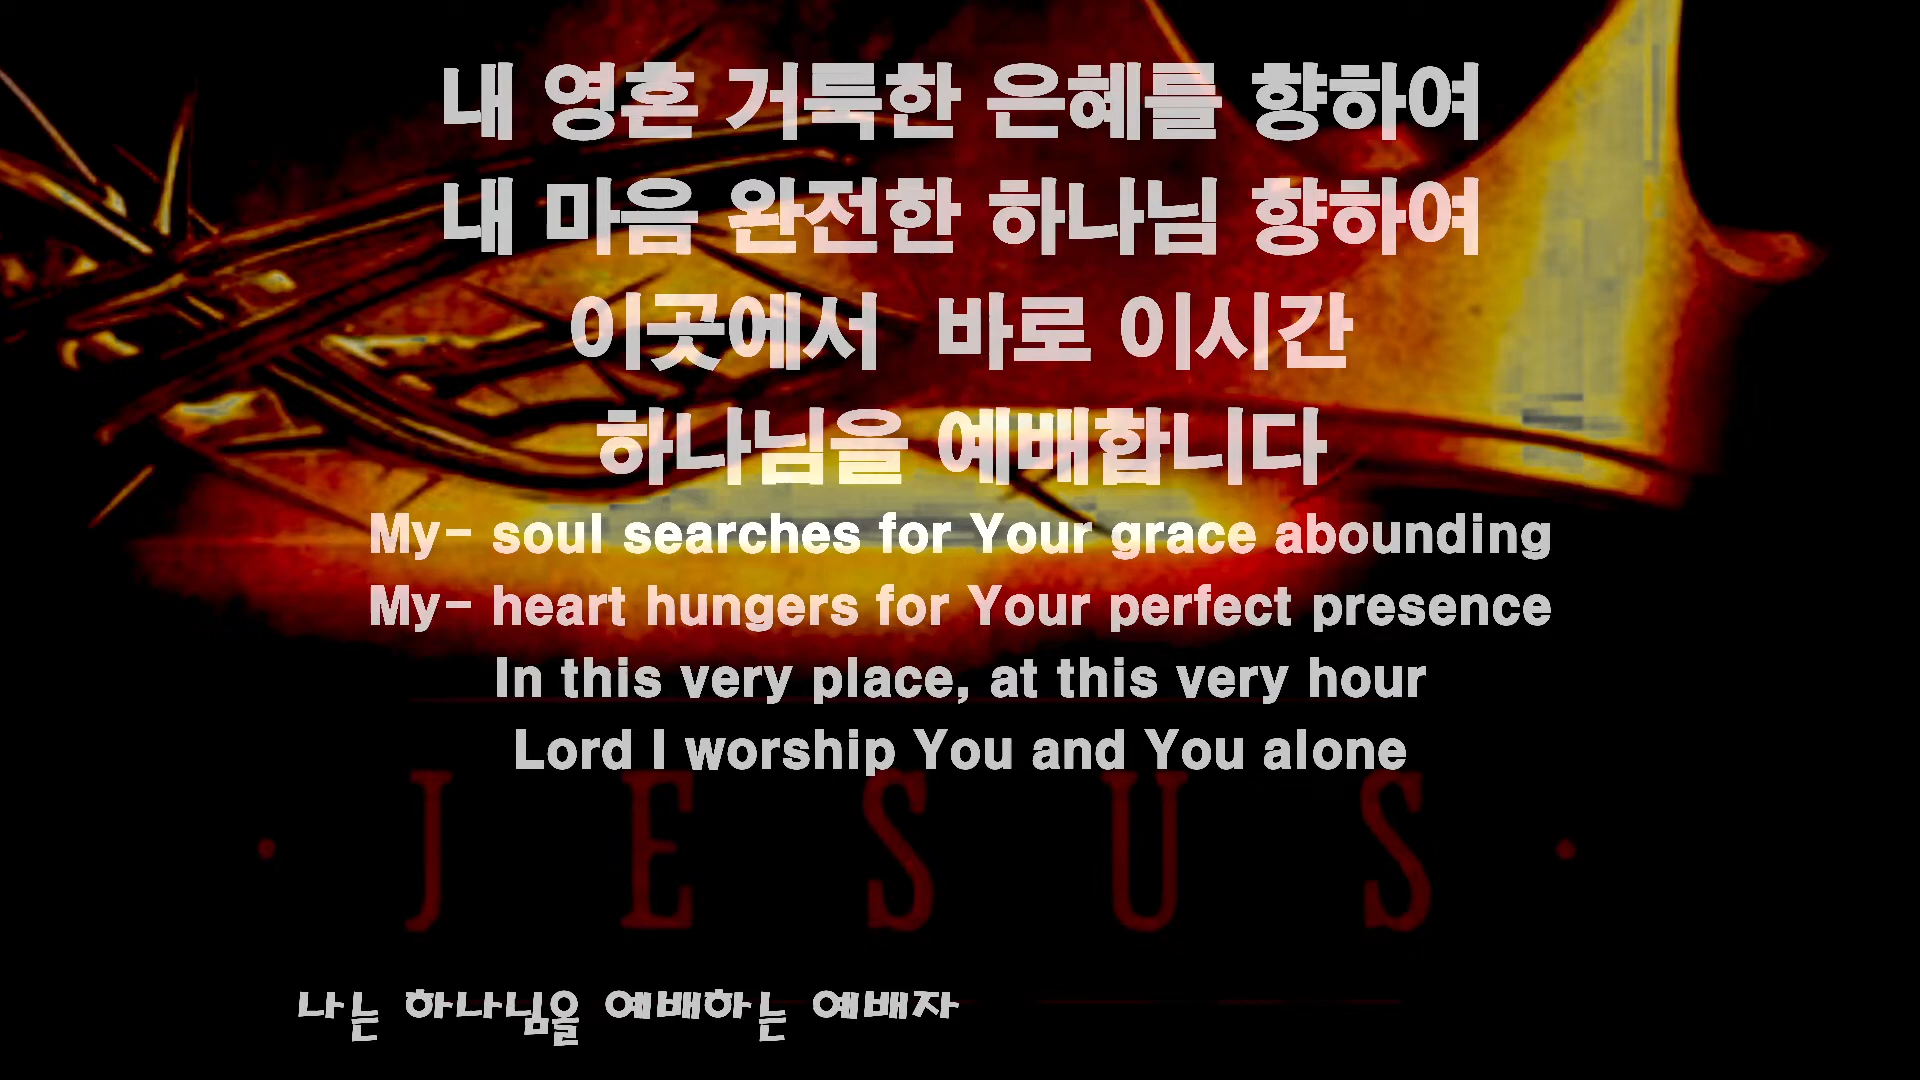 내 영혼 거룩한 은혜를 향하여
내 마음 완전한 하나님 향하여
이곳에서 바로 이시간
하나님을 예배합니다
My- soul searches for Your grace abounding
My- heart hungers for Your perfect presence
In this very place, at this very hour
Lord I worship You and You alone
· JESUS ·
나는 하나님을 예배하는 예배자